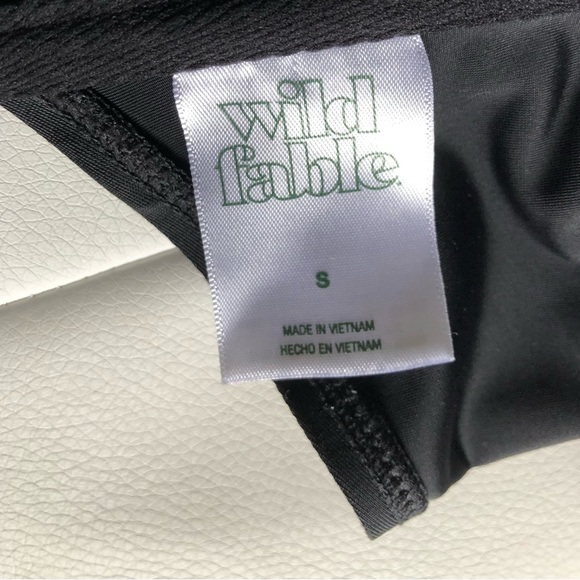 wild
fable.
S
MADE IN VIETNAM
HECHO EN VIETNAM